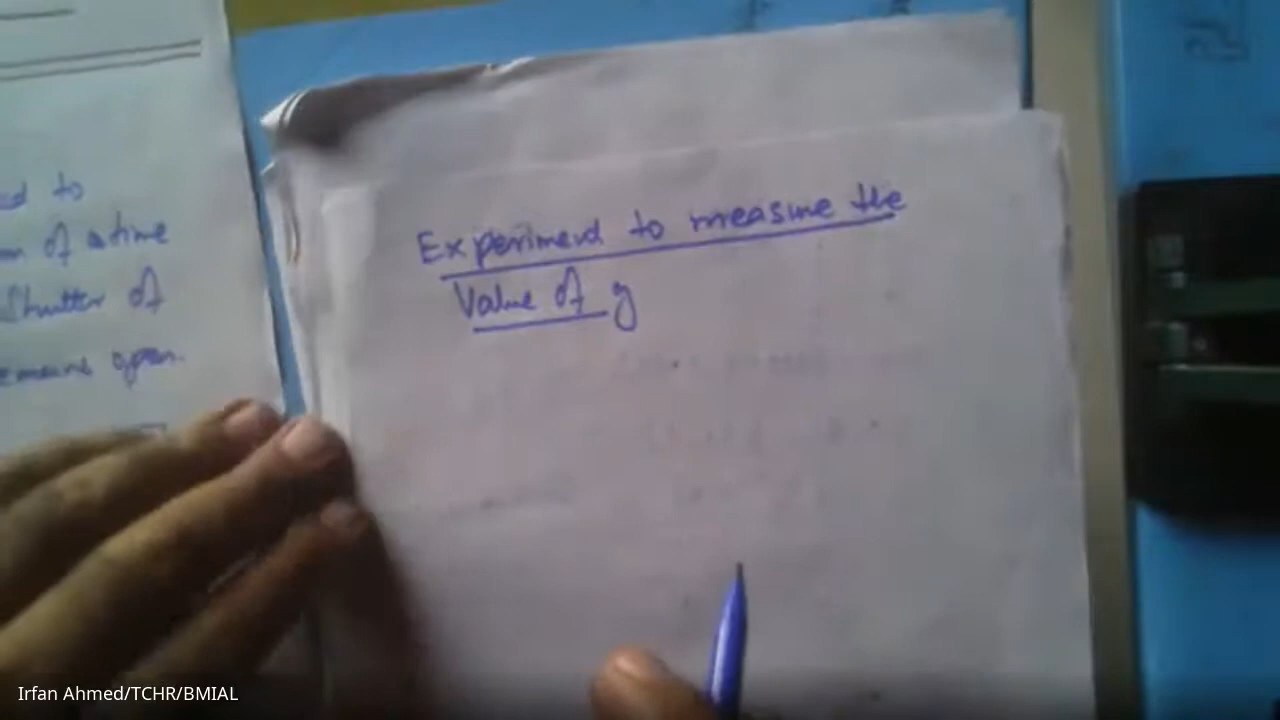 to
of a time
Shutter of
remains open.
Experiment to measure the
Value of g
Irfan Ahmed/TCHR/BMIAL